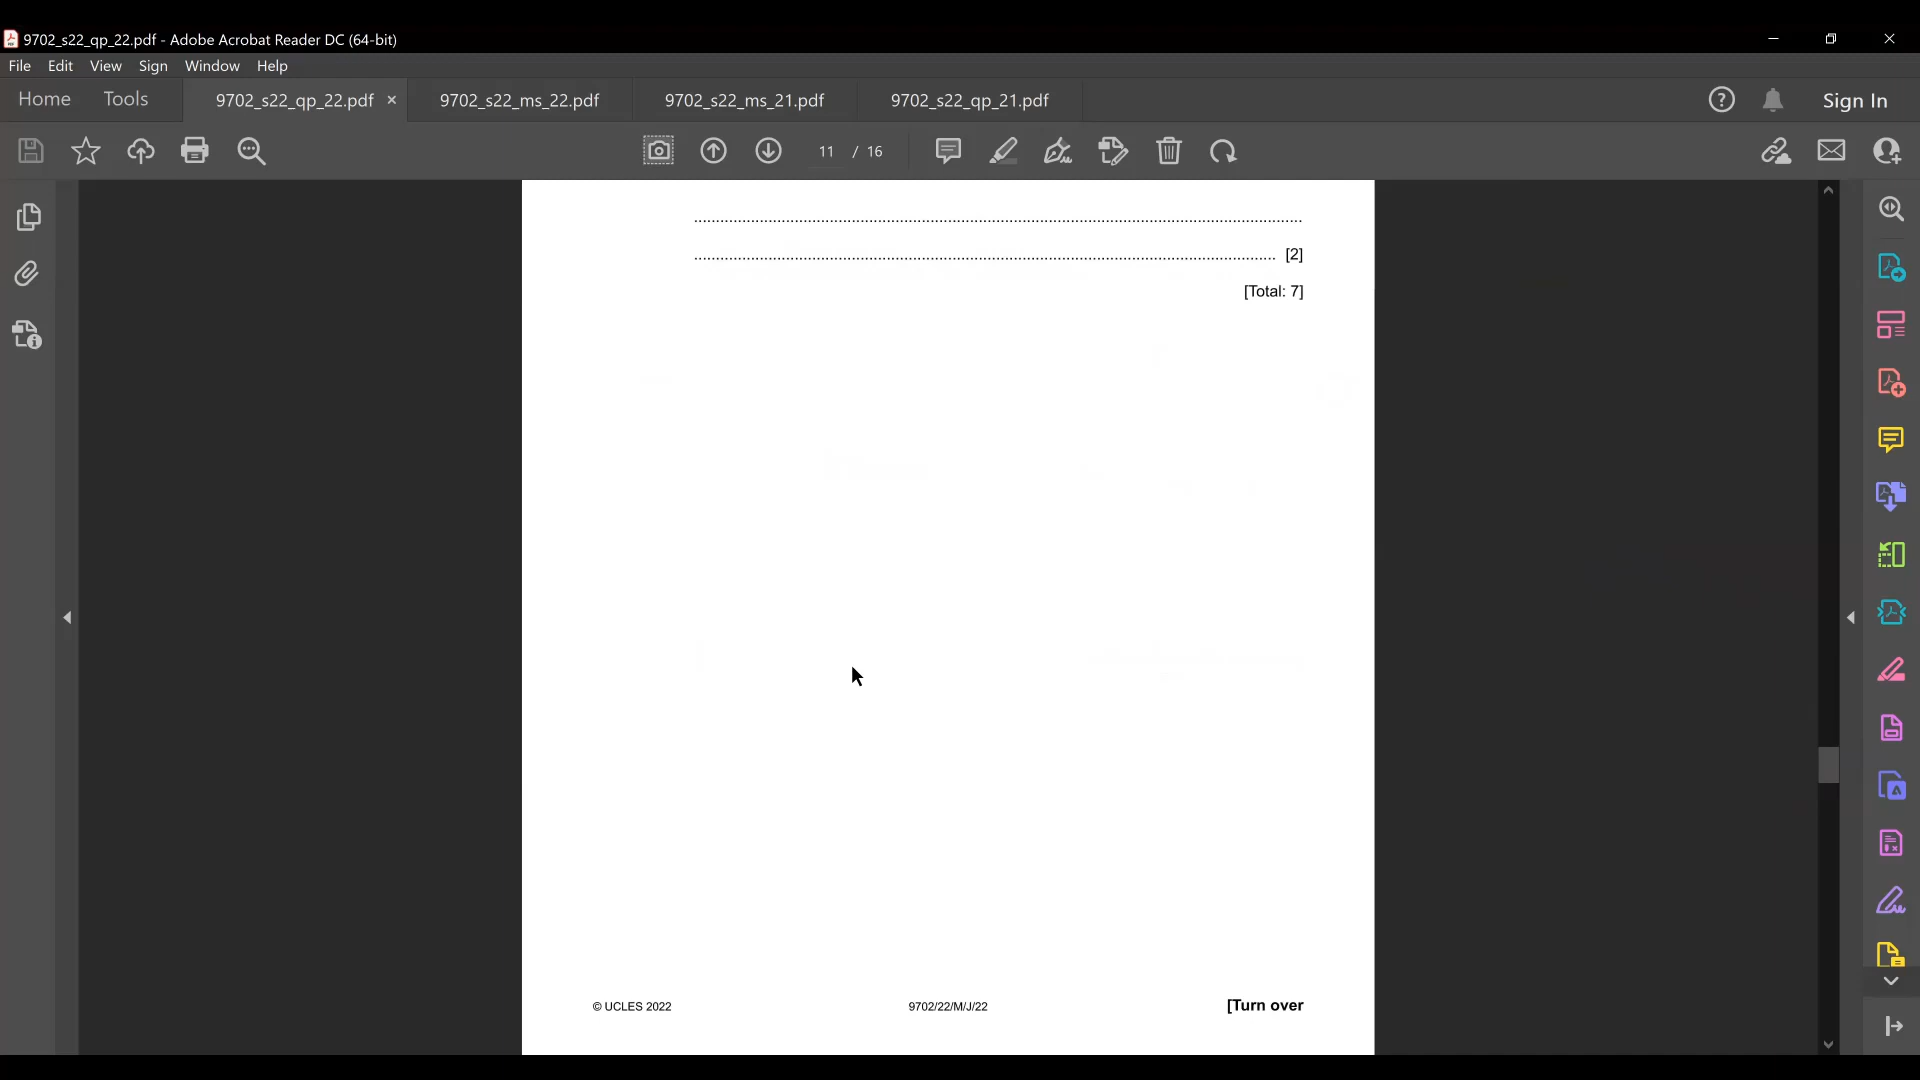 9702_s22_qp_22.pdf - Adobe Acrobat Reader DC (64-bit)
File Edit View Sign Window Help
Home Tools 9702_s22_qp_22.pdf 9702_s22_ms_22.pdf 9702_s22_ms_21.pdf 9702_s22_qp_21.pdf Sign In
11 / 16
[2]
[Total: 7]
© UCLES 2022 9702/22/M/J/22 [Turn over